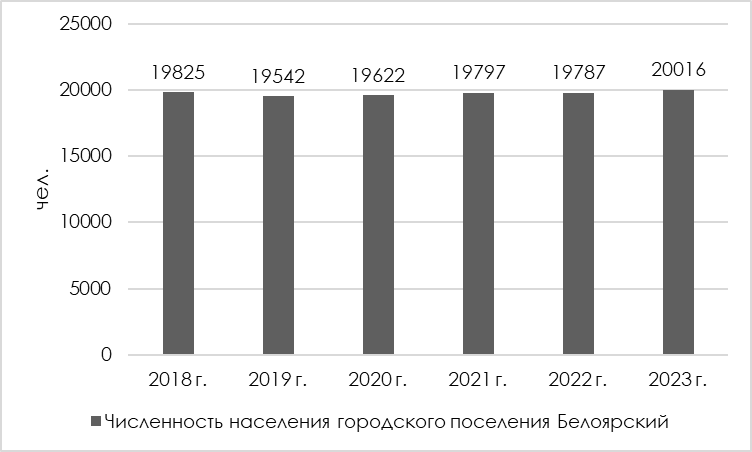 25000
19825 19542 19622 19797 19787 20016
20000
15000
чел.
10000
5000
0
2018 г. 2019 г. 2020 г. 2021 г. 2022 г. 2023 г.
Численность населения городского поселения Белоярский